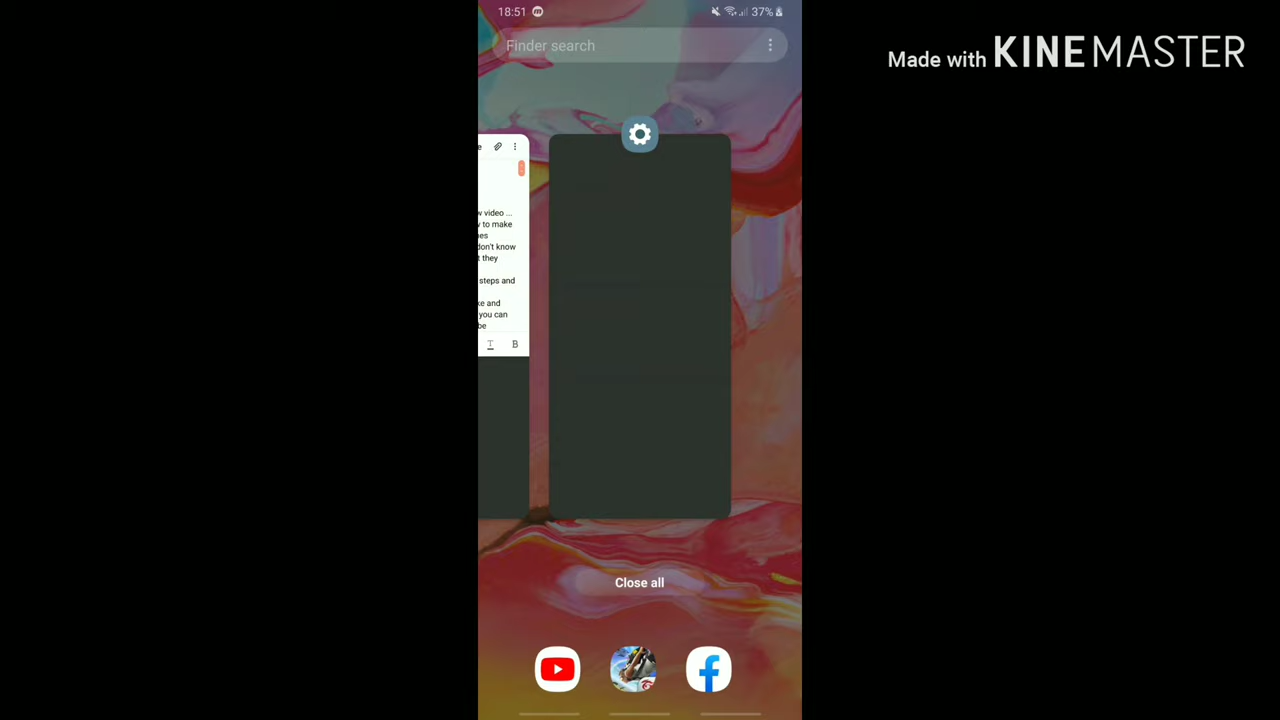 18:51
37%
Made with KINEMASTER
Finder search
e
w video ...
v to make
nes
don't know
t they
steps and
ke and
you can
be
T B
Close all